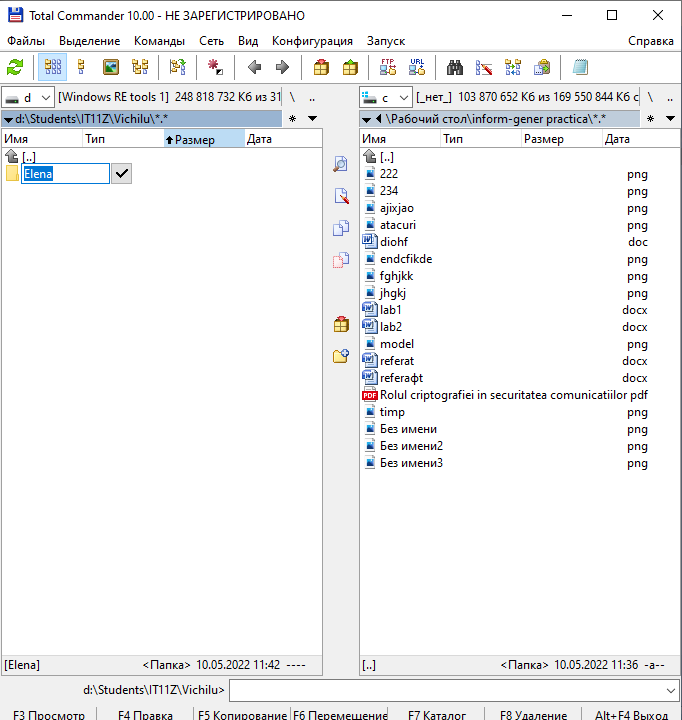 Total Commander 10.00 - НЕ ЗАРЕГИСТРИРОВАНО
Файлы Выделение Команды Сеть Вид Конфигурация Запуск Справка
FTP URL
d [Windows RE tools 1] 248 818 732 Кб из 31 \ ..
c [_нет_] 103 870 652 Кб из 169 550 844 Кб с \ ..
d:\Students\IT11Z\Vichilu\*.* * 
\Рабочий стол\inform-gener practica\*.* *
Имя Тип Размер Дата
Имя Тип Размер Дата
[..]
Elena
[..]
222 png
234 png
ajixjao png
atacuri png
diohf doc
endcfikde png
fghjkk png
jhgkj png
lab1 docx
lab2 docx
model png
referat docx
referафt docx
PDF Rolul criptografiei in securitatea comunicatiilor pdf
timp png
Без имени png
Без имени2 png
Без имени3 png
[Elena] <Папка> 10.05.2022 11:42 ----
[..] <Папка> 10.05.2022 11:36 -a--
d:\Students\IT11Z\Vichilu>
F3 Просмотр F4 Правка F5 Копирование F6 Перемещение F7 Каталог F8 Удаление Alt+F4 Выход